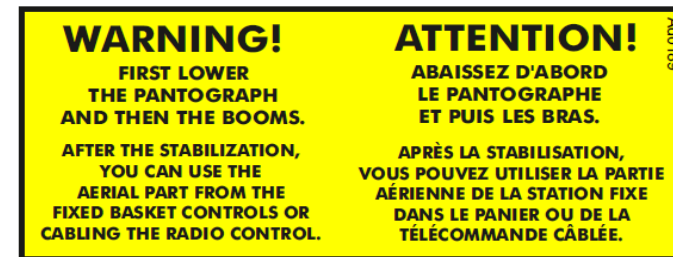 WARNING!
FIRST LOWER
THE PANTOGRAPH
AND THEN THE BOOMS.
AFTER THE STABILIZATION,
YOU CAN USE THE
AERIAL PART FROM THE
FIXED BASKET CONTROLS OR
CABLING THE RADIO CONTROL.
ATTENTION!
ABAISSEZ D'ABORD
LE PANTOGRAPHE
ET PUIS LES BRAS.
APRÈS LA STABILISATION,
VOUS POUVEZ UTILISER LA PARTIE
AÉRIENNE DE LA STATION FIXE
DANS LE PANIER OU DE LA
TÉLÉCOMMANDE CÂBLÉE.